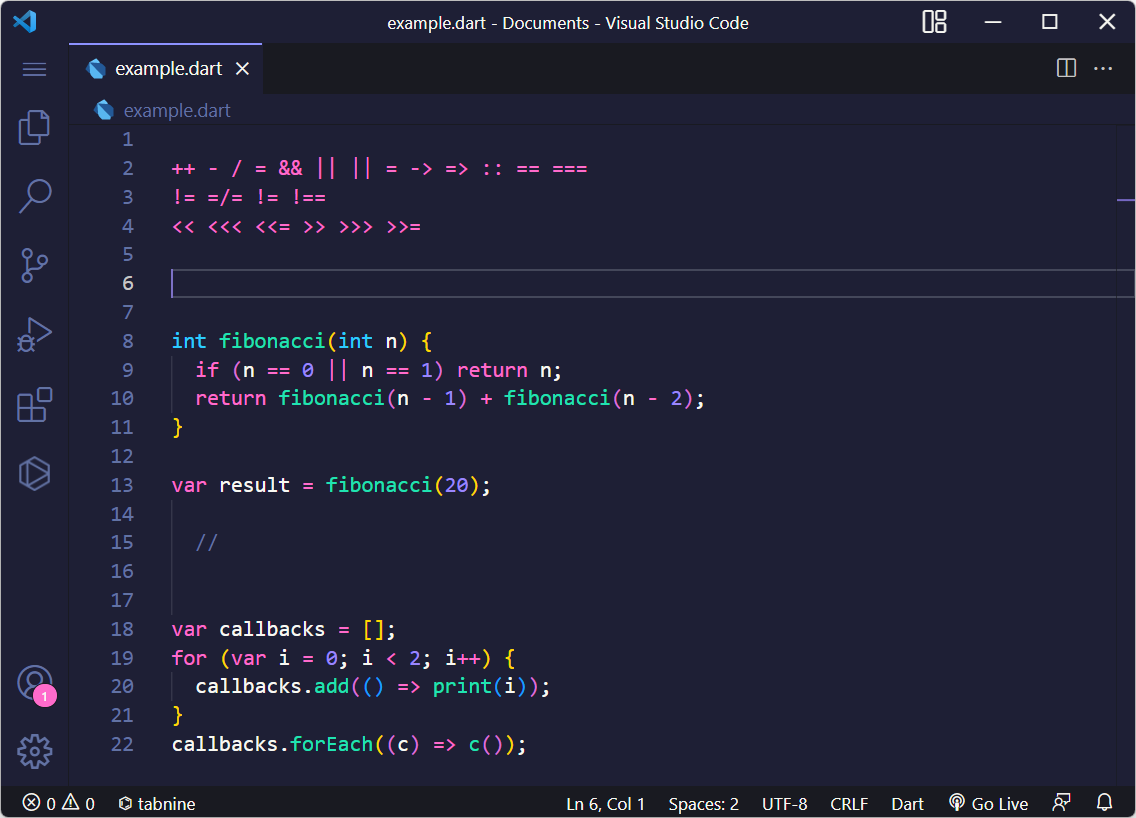 example.dart - Documents - Visual Studio Code
example.dart
example.dart
1
2 ++ - / = && || || = -> => :: == ===
3 != =/= != !==
4 << <<< <<= >> >>> >>=
5
6
7
8 int fibonacci(int n) {
9   if (n == 0 || n == 1) return n;
10   return fibonacci(n - 1) + fibonacci(n - 2);
11 }
12
13 var result = fibonacci(20);
14
15   //
16
17
18 var callbacks = [];
19 for (var i = 0; i < 2; i++) {
20   callbacks.add(() => print(i));
21 }
22 callbacks.forEach((c) => c());
1
0 0 tabnine Ln 6, Col 1 Spaces: 2 UTF-8 CRLF Dart Go Live